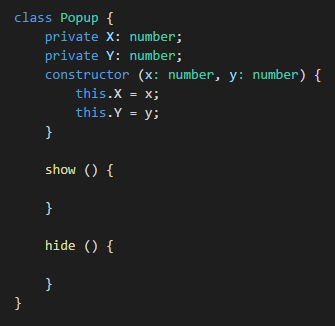 class Popup {
    private X: number;
    private Y: number;
    constructor (x: number, y: number) {
        this.X = x;
        this.Y = y;
    }

    show () {

    }

    hide () {

    }
}